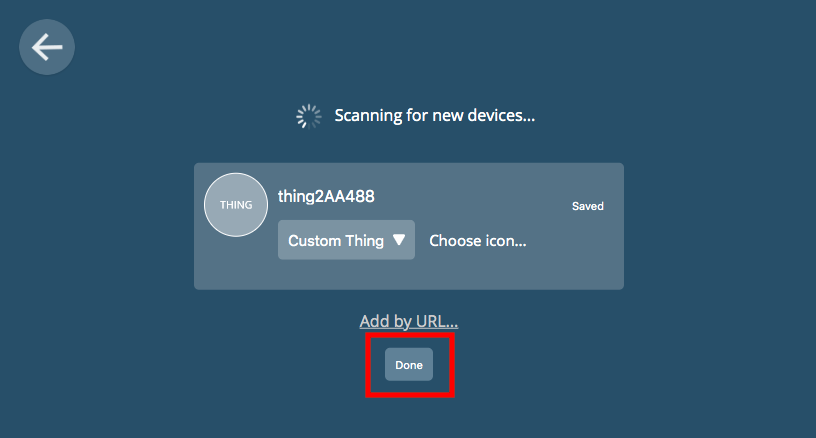 Scanning for new devices...
THING
thing2AA488
Saved
Custom Thing
Choose icon...
Add by URL...
Done